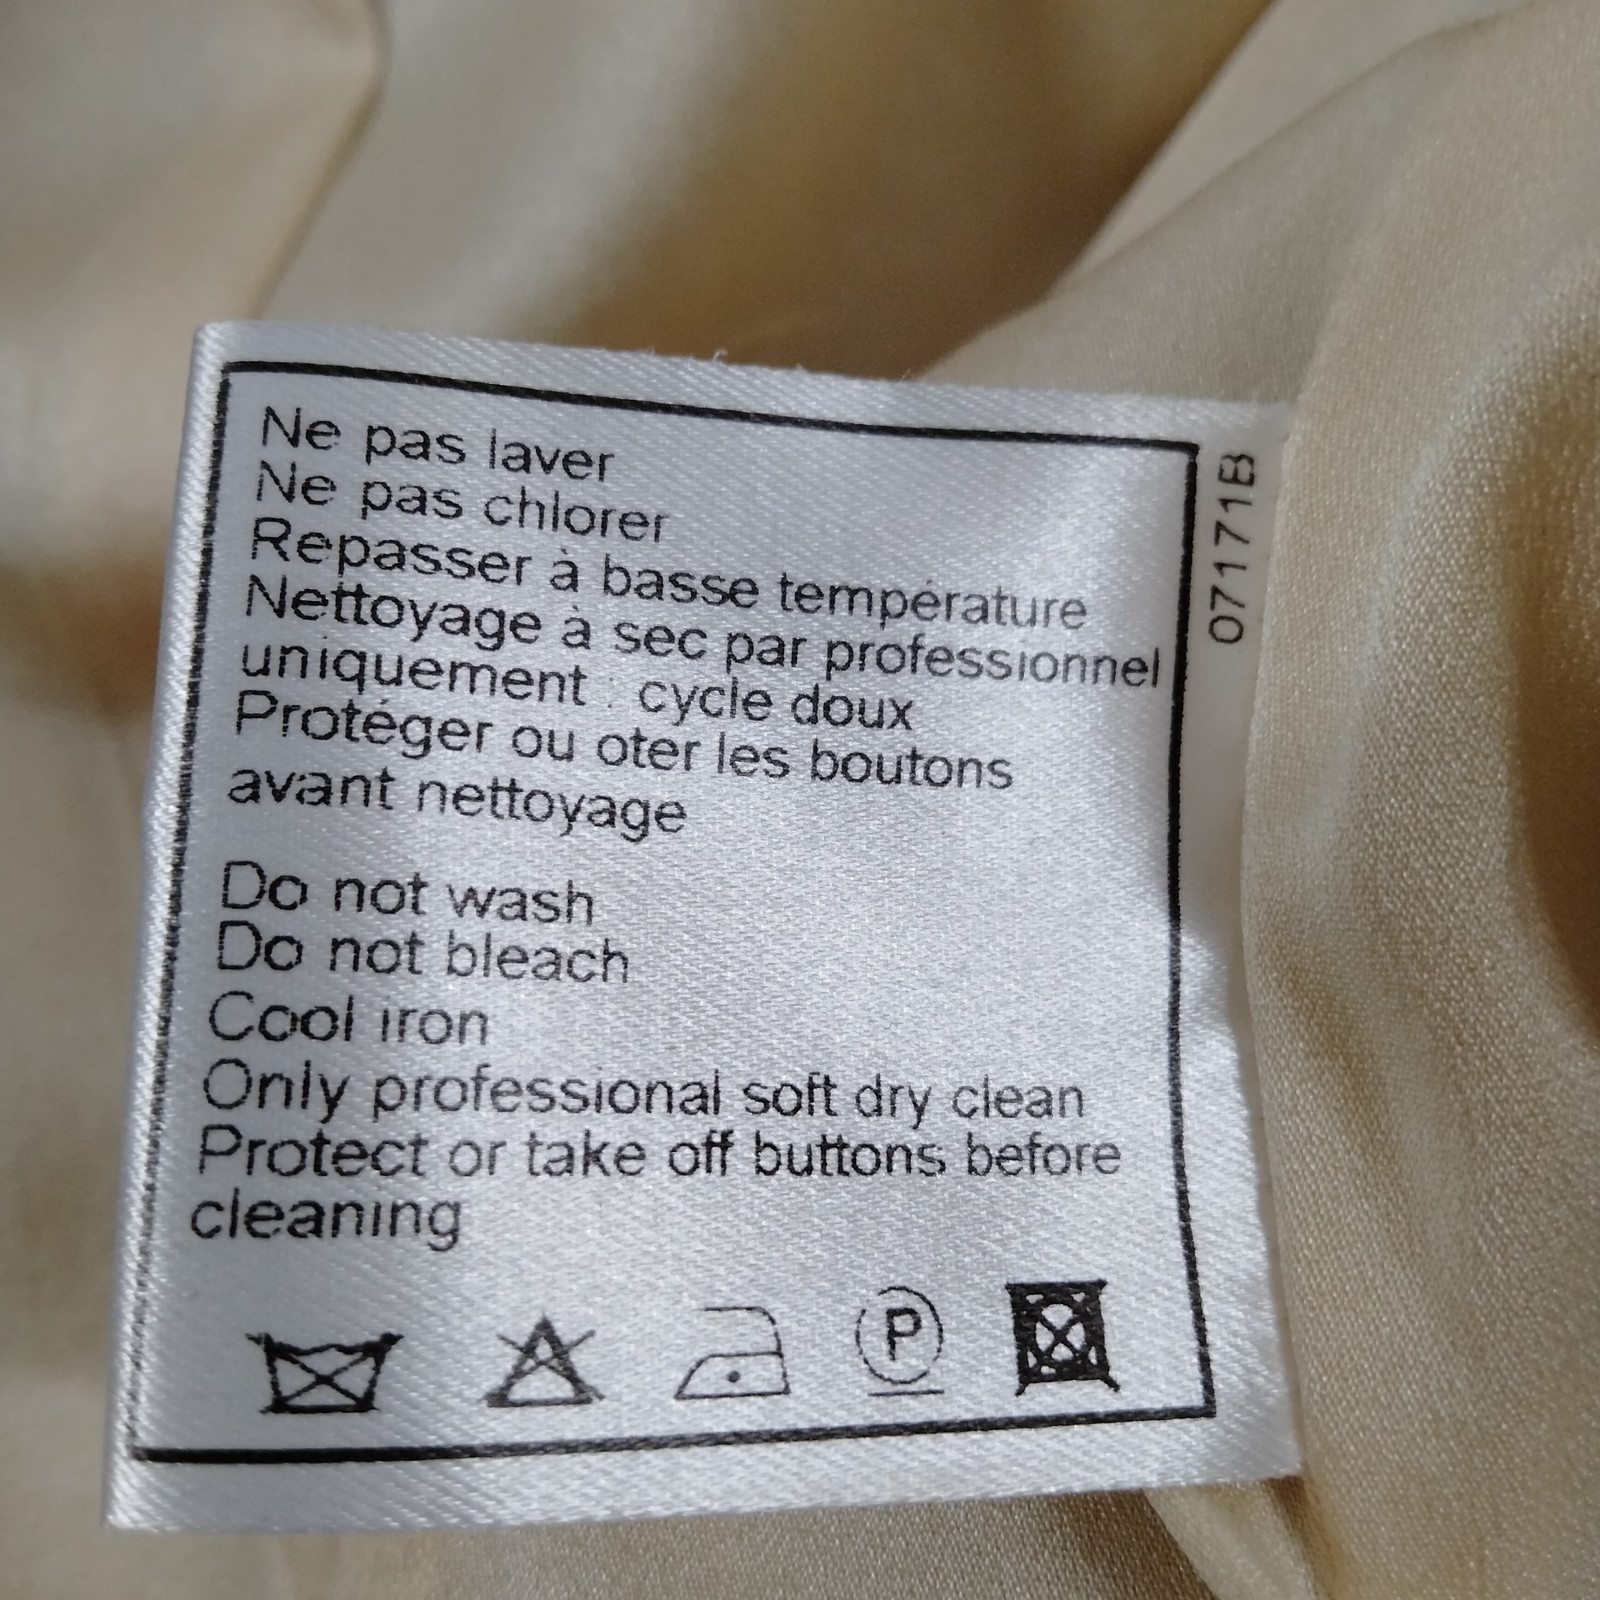 Ne pas laver
Ne pas chlorer
Repasser à basse température
Nettoyage à sec par professionnel
uniquement : cycle doux
Protéger ou oter les boutons
avant nettoyage
Do not wash
Do not bleach
Cool iron
Only professional soft dry clean
Protect or take off buttons before
cleaning
P
07171B